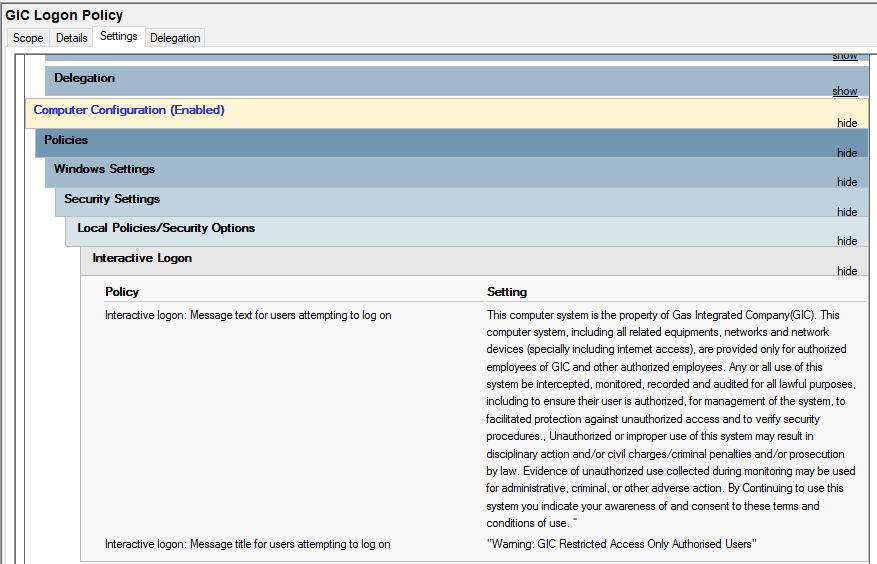 GIC Logon Policy
Scope Details Settings Delegation
show
Delegation
show
Computer Configuration (Enabled)
hide
Policies
hide
Windows Settings
hide
Security Settings
hide
Local Policies/Security Options
hide
Interactive Logon
hide
Policy Setting
Interactive logon: Message text for users attempting to log on This computer system is the property of Gas Integrated Company(GIC). This
computer system, including all related equipments, networks and network
devices (specially including internet access), are provided only for authorized
employees of GIC and other authorized employees. Any or all use of this
system be intercepted, monitored, recorded and audited for all lawful purposes,
including to ensure their user is authorized, for management of the system, to
facilitated protection against unauthorized access and to verify security
procedures., Unauthorized or improper use of this system may result in
disciplinary action and/or civil charges/criminal penalties and/or prosecution
by law. Evidence of unauthorized use collected during monitoring may be used
for administrative, criminal, or other adverse action. By Continuing to use this
system you indicate your awareness of and consent to these terms and
conditions of use. "
Interactive logon: Message title for users attempting to log on "Warning: GIC Restricted Access Only Authorised Users"